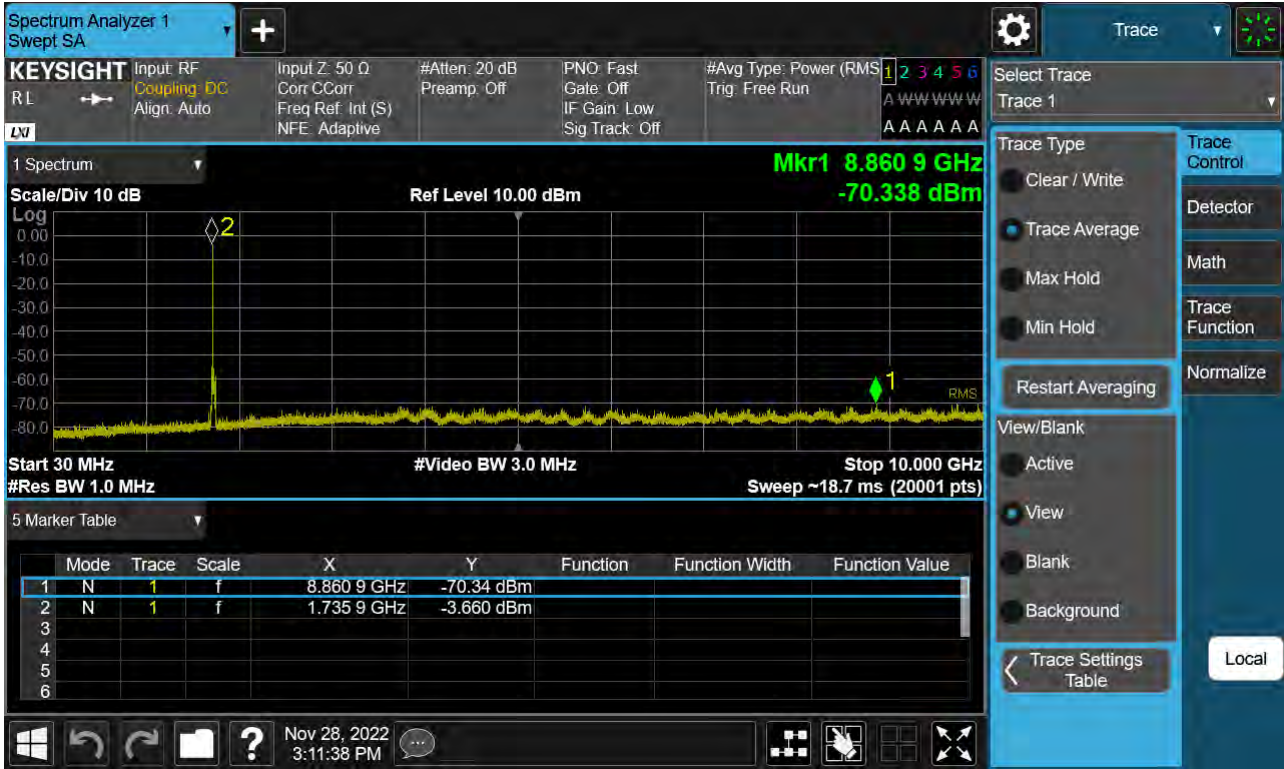 Spectrum Analyzer 1
Swept SA
Trace
KEYSIGHT
RL
LXI
Input: RF
Coupling: DC
Align: Auto
Input Z: 50 Ω
Corr CCorr
Freq Ref: Int (S)
NFE: Adaptive
#Atten: 20 dB
Preamp: Off
PNO: Fast
Gate: Off
IF Gain: Low
Sig Track: Off
#Avg Type: Power (RMS
Trig: Free Run
1 2 3 4 5 6
A W W W W W
A A A A A A
Select Trace
Trace 1
1 Spectrum
Mkr1 8.860 9 GHz
Scale/Div 10 dB
Ref Level 10.00 dBm
-70.338 dBm
Log
0.00
-10.0
-20.0
-30.0
-40.0
-50.0
-60.0
-70.0
-80.0
2
1
RMS
Start 30 MHz
#Video BW 3.0 MHz
Stop 10.000 GHz
#Res BW 1.0 MHz
Sweep ~18.7 ms (20001 pts)
5 Marker Table
Mode Trace Scale X Y Function Function Width Function Value
1 N 1 f 8.860 9 GHz -70.34 dBm
2 N 1 f 1.735 9 GHz -3.660 dBm
3
4
5
6
Trace Type
Clear / Write
Trace Average
Max Hold
Min Hold
Restart Averaging
View/Blank
Active
View
Blank
Background
Trace Settings
Table
Trace
Control
Detector
Math
Trace
Function
Normalize
Local
?
Nov 28, 2022
3:11:38 PM